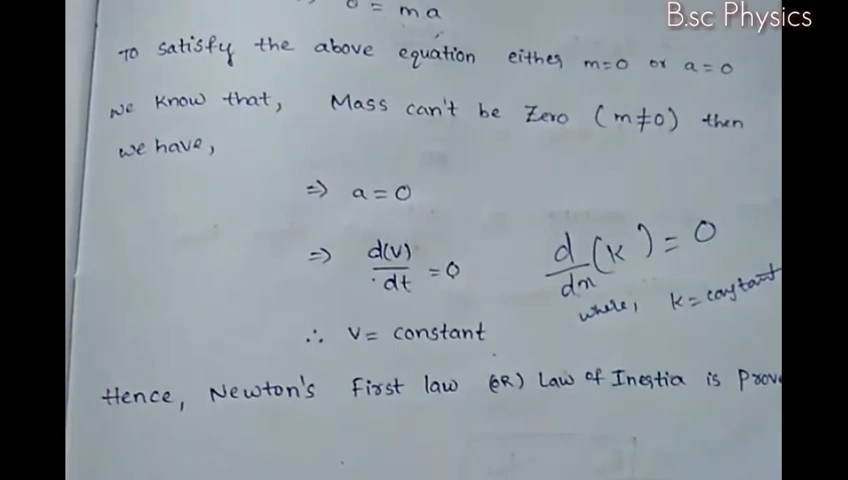 B.sc Physics
0 = ma
To satisfy the above equation either m=0 or a=0
we know that, Mass can't be Zero (m≠0) then
we have,
⇒ a=0
⇒ d(v)/dt =0
d/dx (K) = 0
where, K=constant
∴ v= constant
Hence, Newton's First law (OR) Law of Inertia is Prov